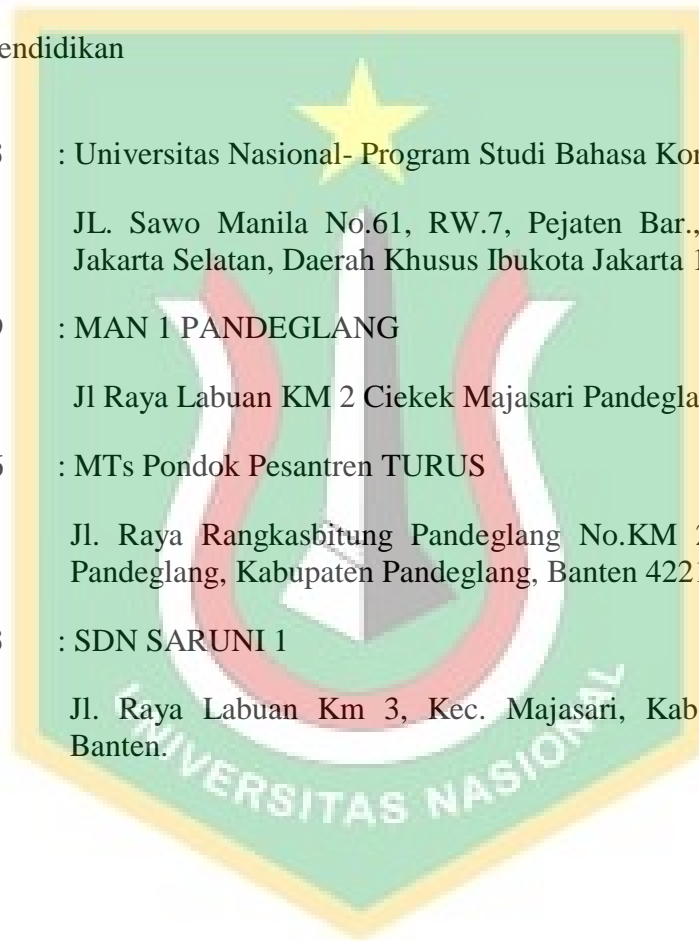 endidikan
: Universitas Nasional- Program Studi Bahasa Kor
JL. Sawo Manila No.61, RW.7, Pejaten Bar.,
Jakarta Selatan, Daerah Khusus Ibukota Jakarta 1
9 : MAN 1 PANDEGLANG
Jl Raya Labuan KM 2 Ciekek Majasari Pandegla
: MTs Pondok Pesantren TURUS
Jl. Raya Rangkasbitung Pandeglang No.KM 2
Pandeglang, Kabupaten Pandeglang, Banten 4221
: SDN SARUNI 1
Jl. Raya Labuan Km 3, Kec. Majasari, Kab
Banten.
UNIVERSITAS NASIONAL